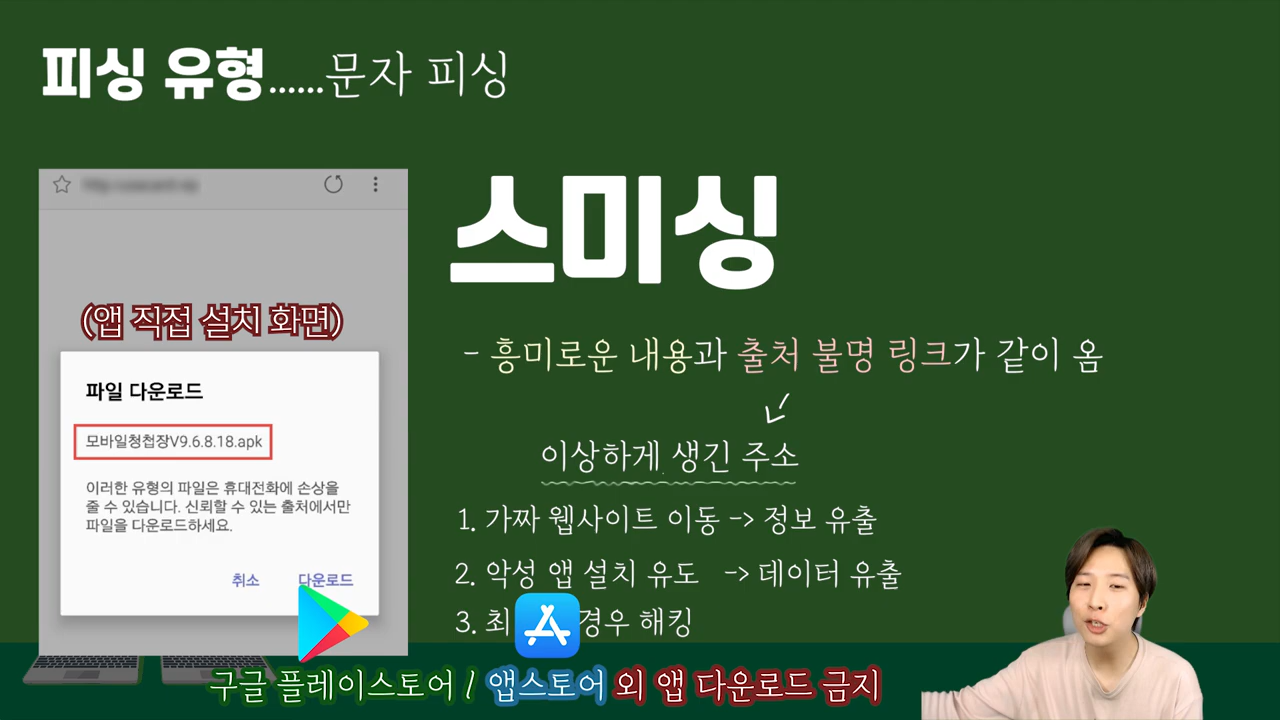 피싱 유형......문자 피싱
스미싱
(앱 직접 설치 화면)
파일 다운로드
모바일청첩장V9.6.8.18.apk
이러한 유형의 파일은 휴대전화에 손상을
줄 수 있습니다. 신뢰할 수 있는 출처에서만
파일을 다운로드하세요.
취소 다운로드
- 흥미로운 내용과 출처 불명 링크가 같이 옴
이상하게 생긴 주소
1. 가짜 웹사이트 이동 -> 정보 유출
2. 악성 앱 설치 유도 -> 데이터 유출
3. 최 경우 해킹
구글 플레이스토어 / 앱스토어 외 앱 다운로드 금지